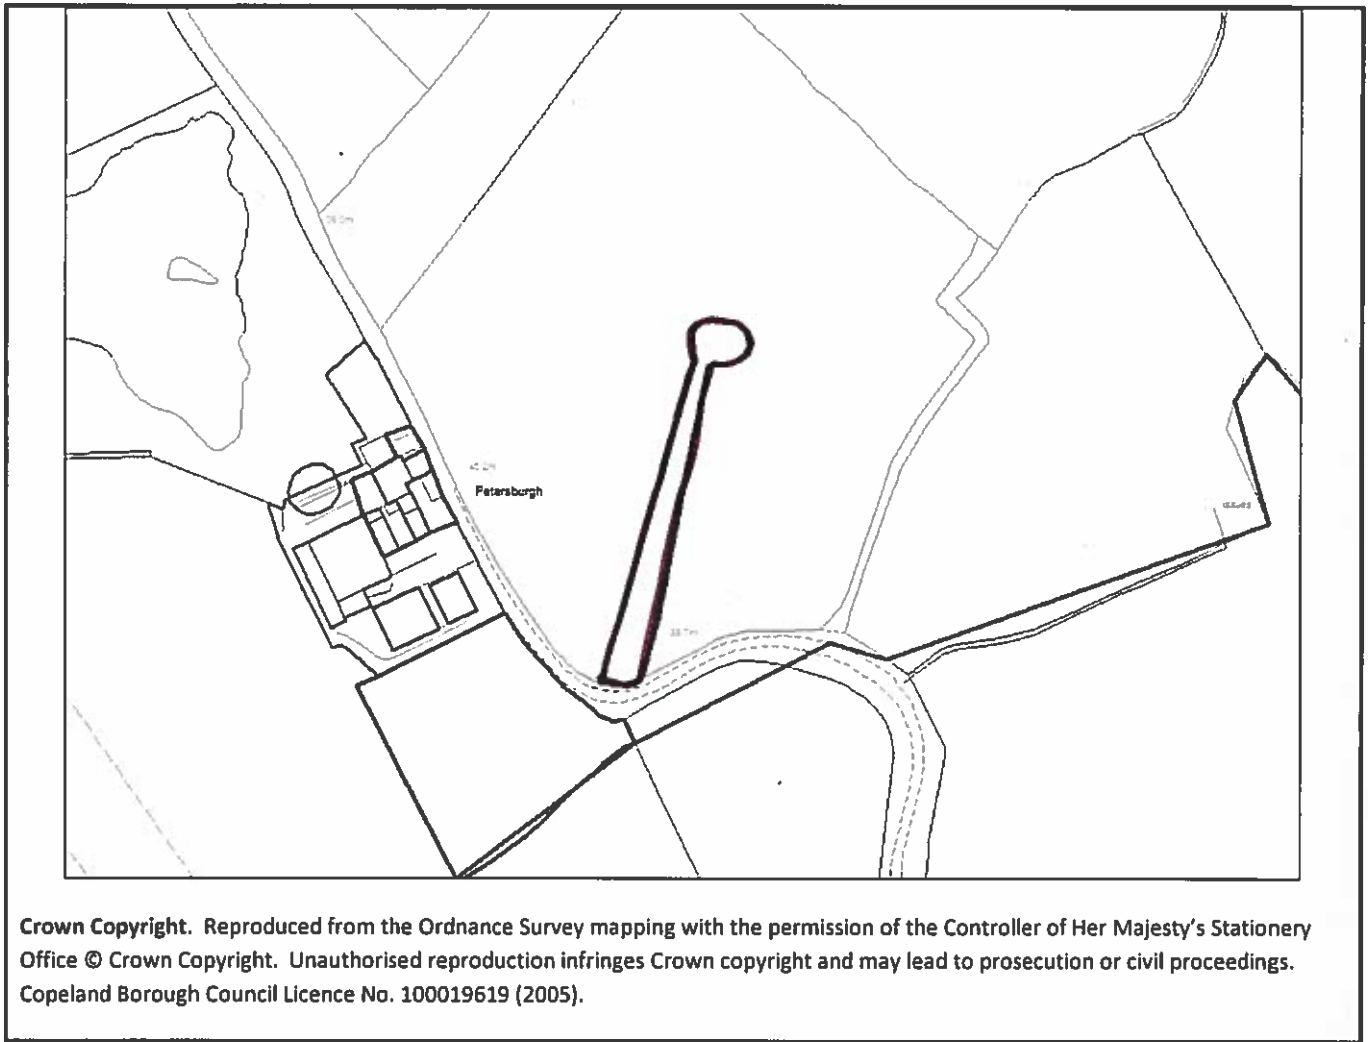 Petersburgh
Crown Copyright. Reproduced from the Ordnance Survey mapping with the permission of the Controller of Her Majesty's Stationery
Office © Crown Copyright. Unauthorised reproduction infringes Crown copyright and may lead to prosecution or civil proceedings.
Copeland Borough Council Licence No. 100019619 (2005).